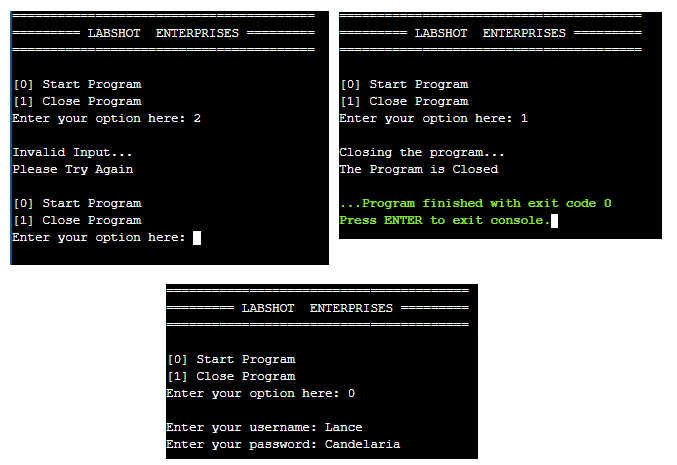 ========================================
========= LABSHOT  ENTERPRISES =========
========================================
[0] Start Program
[1] Close Program
Enter your option here: 2
Invalid Input...
Please Try Again
[0] Start Program
[1] Close Program
Enter your option here:
========================================
========= LABSHOT  ENTERPRISES =========
========================================
[0] Start Program
[1] Close Program
Enter your option here: 1
Closing the program...
The Program is Closed
...Program finished with exit code 0
Press ENTER to exit console.
========================================
========= LABSHOT  ENTERPRISES =========
========================================
[0] Start Program
[1] Close Program
Enter your option here: 0
Enter your username: Lance
Enter your password: Candelaria